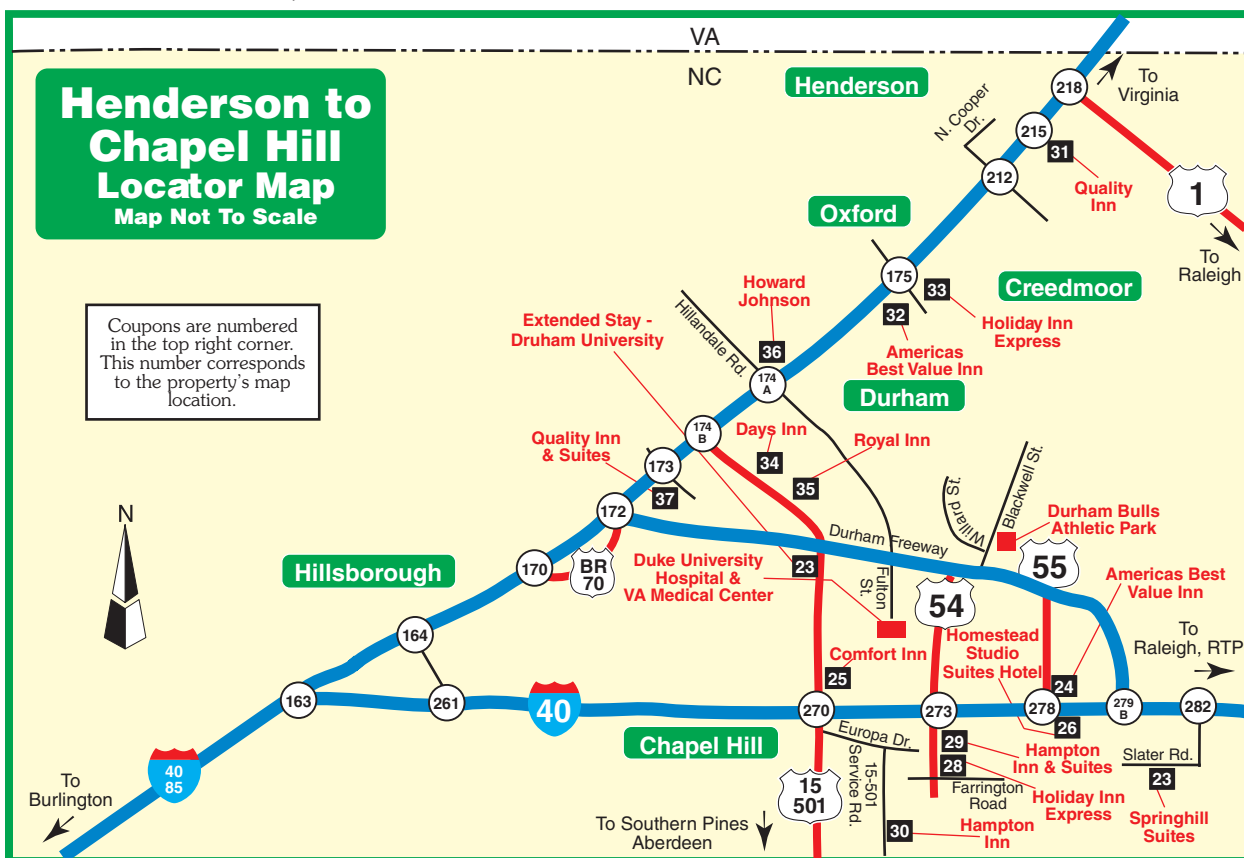 VA
NC
Henderson to
Chapel Hill
Locator Map
Map Not To Scale
Coupons are numbered
in the top right corner.
This number corresponds
to the property's map
location.
N
Henderson
N. Cooper
Dr.
218
To
Virginia
215
31
Quality
Inn
212
1
To
Raleigh
Oxford
175
33
32
Creedmoor
Holiday Inn
Express
Americas
Best Value Inn
Howard
Johnson
36
Hillandale Rd.
174
A
Durham
Extended Stay -
Druham University
174
B
Days Inn
34
Royal Inn
35
Quality Inn
& Suites
173
37
172
170
BR
70
Hillsborough
164
163
261
40
40
85
To
Burlington
Durham Freeway
23
Duke University
Hospital &
VA Medical Center
Fulton
St.
Willard St.
Blackwell St.
Durham Bulls
Athletic Park
55
54
Americas Best
Value Inn
Homestead
Studio
Suites Hotel
To
Raleigh, RTP
Comfort Inn
25
24
270
273
278
279
B
282
26
Chapel Hill
Europa Dr.
15-501
Service Rd.
29
Hampton
Inn & Suites
28
Farrington
Road
Holiday Inn
Express
Slater Rd.
23
Springhill
Suites
15
501
To Southern Pines
Aberdeen
30
Hampton
Inn